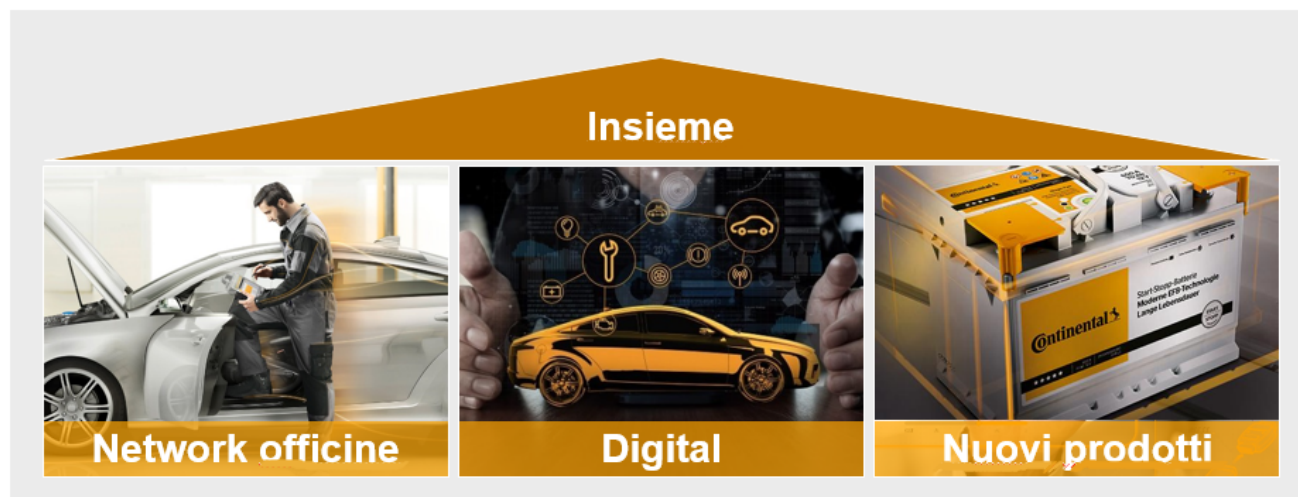 Insieme
Continental
Start-Stopp-Batterie
Moderne EFB-Technologie
Lange Lebensdauer
Continental
Network officine
Digital
Nuovi prodotti